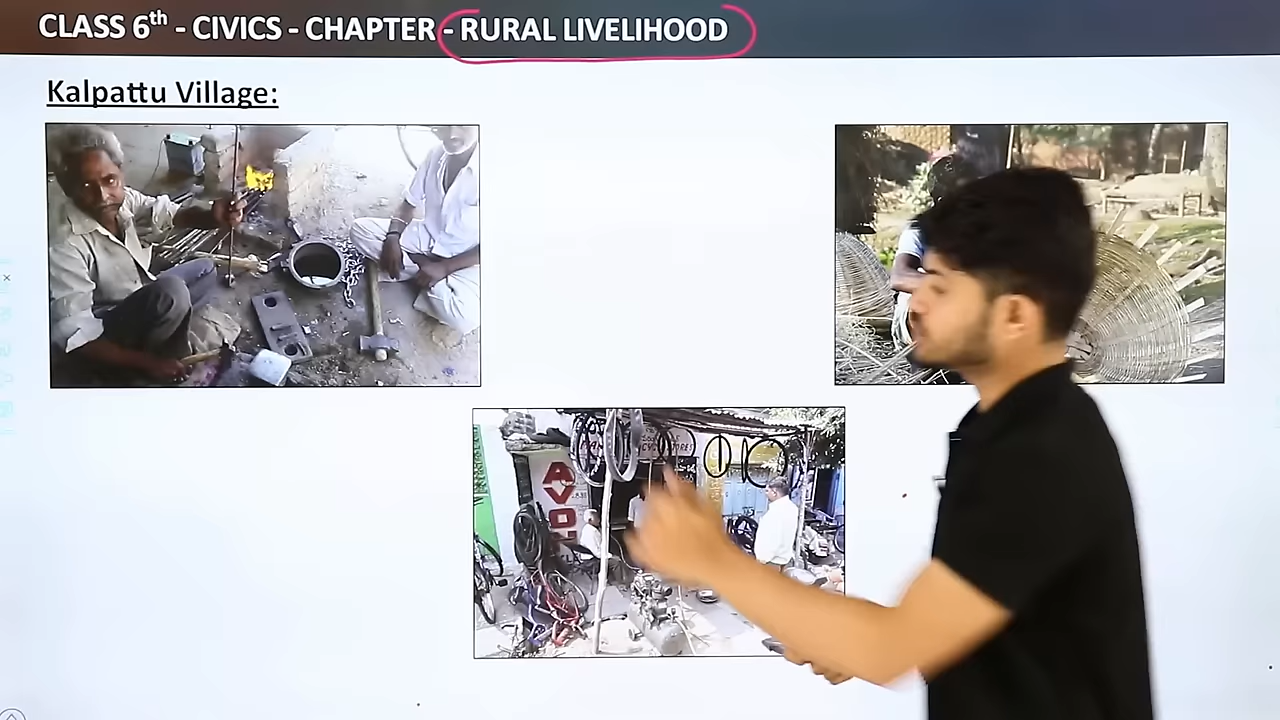 CLASS 6th - CIVICS - CHAPTER - RURAL LIVELIHOOD
Kalpattu Village: